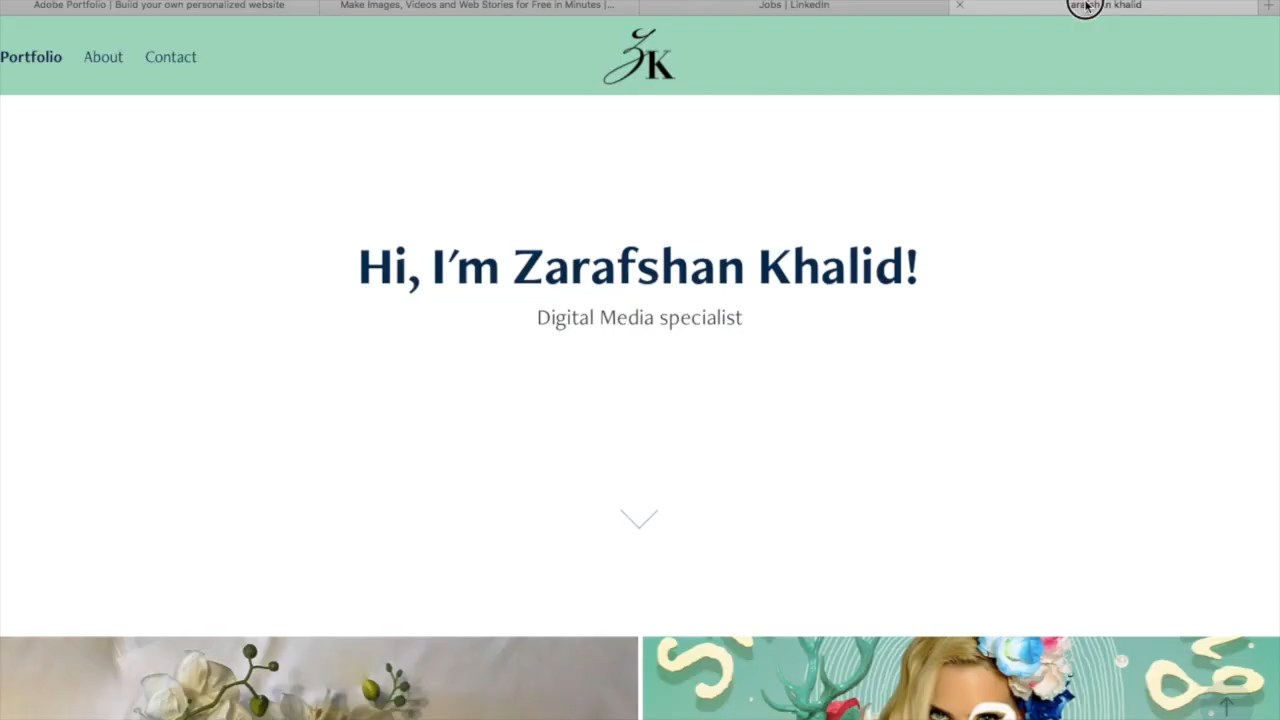 Adobe Portfolio | Build your own personalized website
Make Images, Videos and Web Stories for Free in Minutes |...
Jobs | LinkedIn
khalid
Portfolio
About
Contact
ZK
Hi, I'm Zarafshan Khalid!
Digital Media specialist